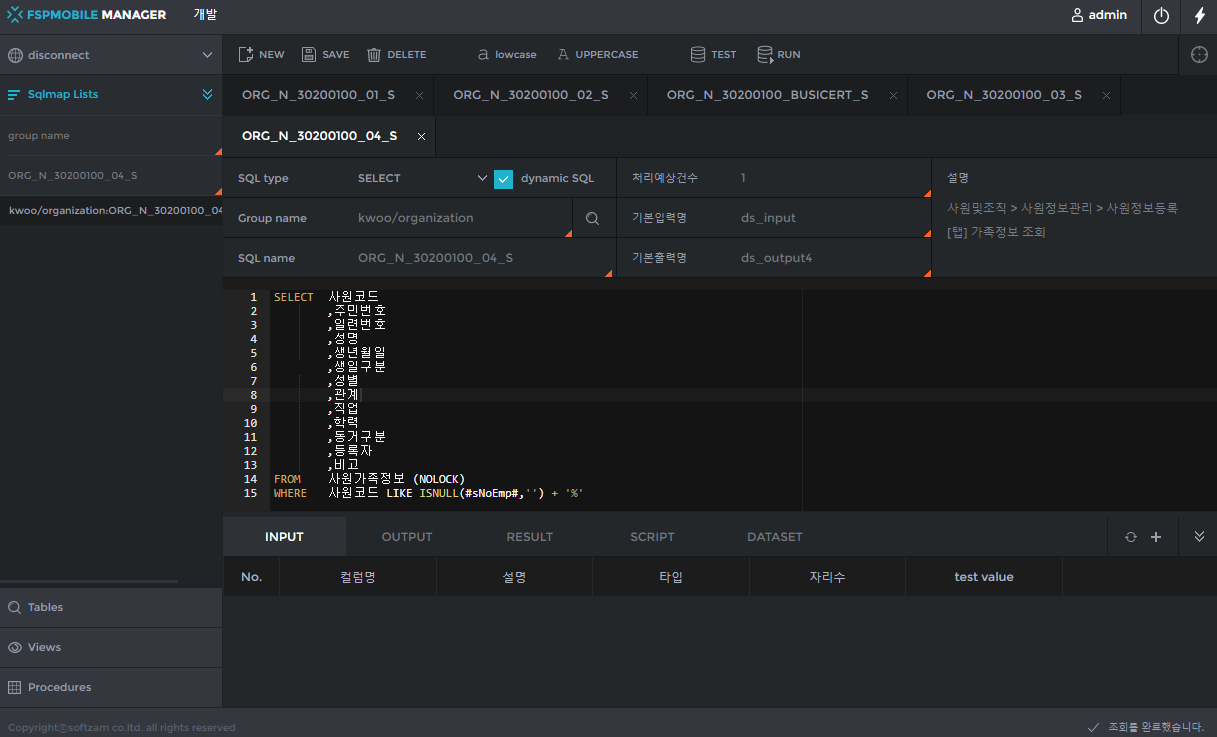 FSPMOBILE MANAGER 개발 admin
disconnect NEW SAVE DELETE a lowcase A UPPERCASE TEST RUN
Sqlmap Lists ORG_N_30200100_01_S ORG_N_30200100_02_S ORG_N_30200100_BUSICERT_S ORG_N_30200100_03_S
group name ORG_N_30200100_04_S
ORG_N_30200100_04_S
kwoo/organization:ORG_N_30200100_04
SQL type SELECT dynamic SQL 처리예상건수 1 설명
Group name kwoo/organization 기본입력명 ds_input 사원및조직 > 사원정보관리 > 사원정보등록
[탭] 가족정보 조회
SQL name ORG_N_30200100_04_S 기본출력명 ds_output4
1 SELECT 사원코드
2 ,주민번호
3 ,일련번호
4 ,성명
5 ,생년월일
6 ,생일구분
7 ,성별
8 ,관계
9 ,직업
10 ,학력
11 ,동거구분
12 ,등록자
13 ,비고
14 FROM 사원가족정보 (NOLOCK)
15 WHERE 사원코드 LIKE ISNULL(#sNoEmp#,'') + '%'
INPUT OUTPUT RESULT SCRIPT DATASET
No. 컬럼명 설명 타입 자리수 test value
Tables
Views
Procedures
Copyright©softzam co.ltd. all rights reserved 조회를 완료했습니다.